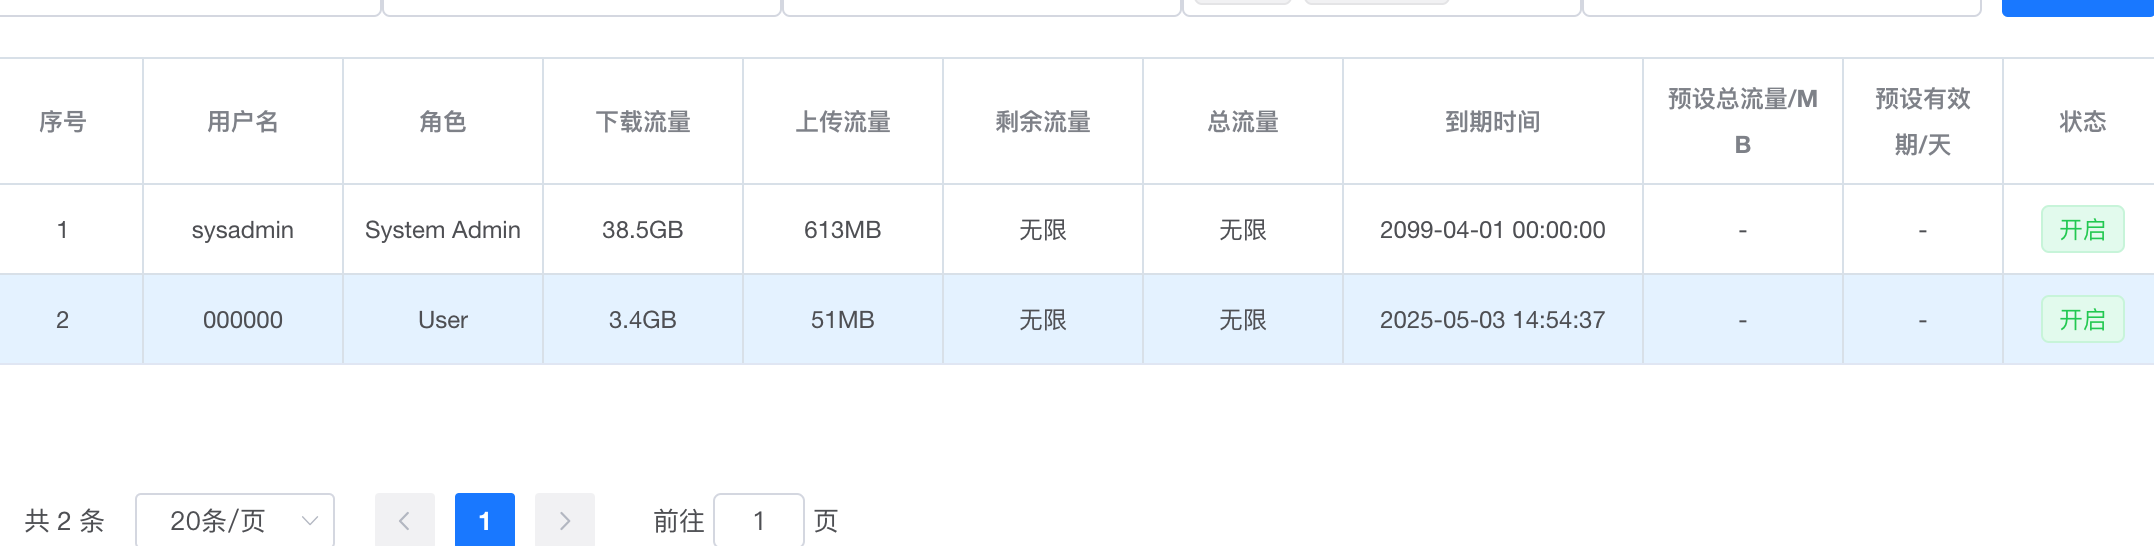 序号 用户名 角色 下载流量 上传流量 剩余流量 总流量 到期时间 预设总流量/M 预设有效 状态
B 期/天
1 sysadmin System Admin 38.5GB 613MB 无限 无限 2099-04-01 00:00:00 - - 开启
2 000000 User 3.4GB 51MB 无限 无限 2025-05-03 14:54:37 - - 开启
共 2 条 20条/页 1 前往 1 页